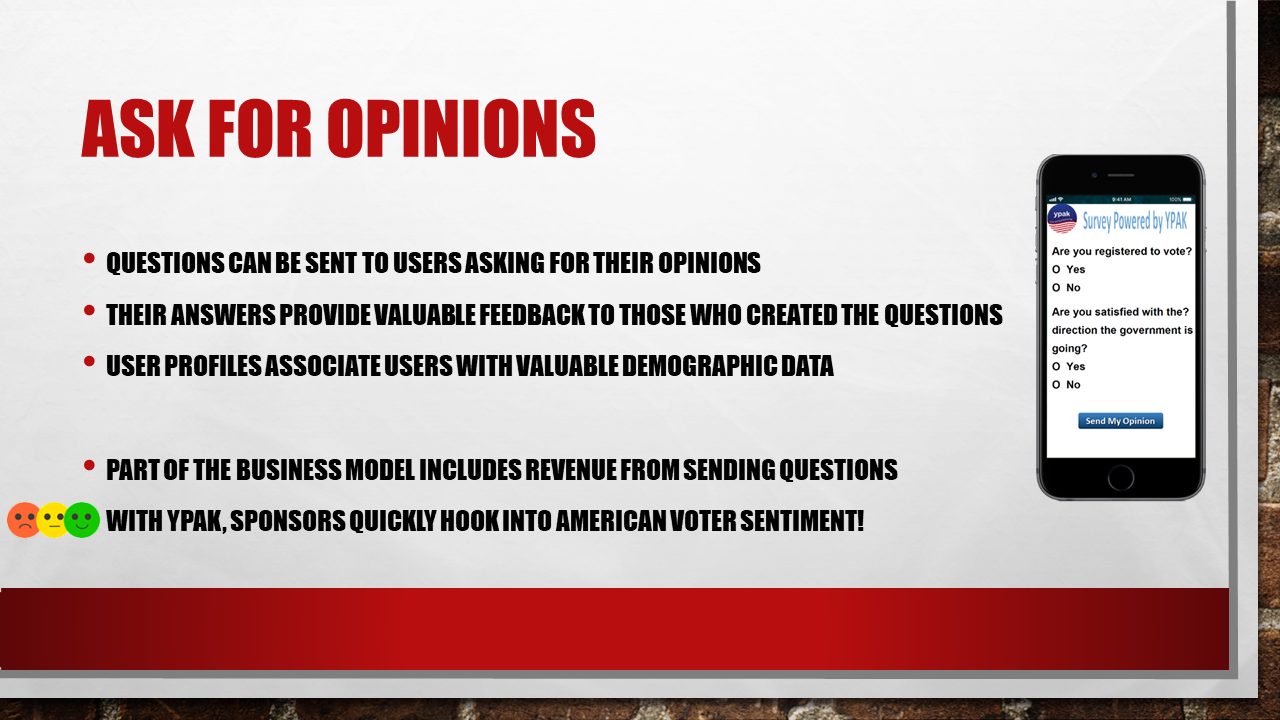 ASK FOR OPINIONS
• QUESTIONS CAN BE SENT TO USERS ASKING FOR THEIR OPINIONS
• THEIR ANSWERS PROVIDE VALUABLE FEEDBACK TO THOSE WHO CREATED THE QUESTIONS
• USER PROFILES ASSOCIATE USERS WITH VALUABLE DEMOGRAPHIC DATA
• PART OF THE BUSINESS MODEL INCLUDES REVENUE FROM SENDING QUESTIONS
WITH YPAK, SPONSORS QUICKLY HOOK INTO AMERICAN VOTER SENTIMENT!
9:41 AM 100%
ypak
Survey Powered by YPAK
Are you registered to vote?
O Yes
O No
Are you satisfied with the?
direction the government is
going?
O Yes
O No
Send My Opinion